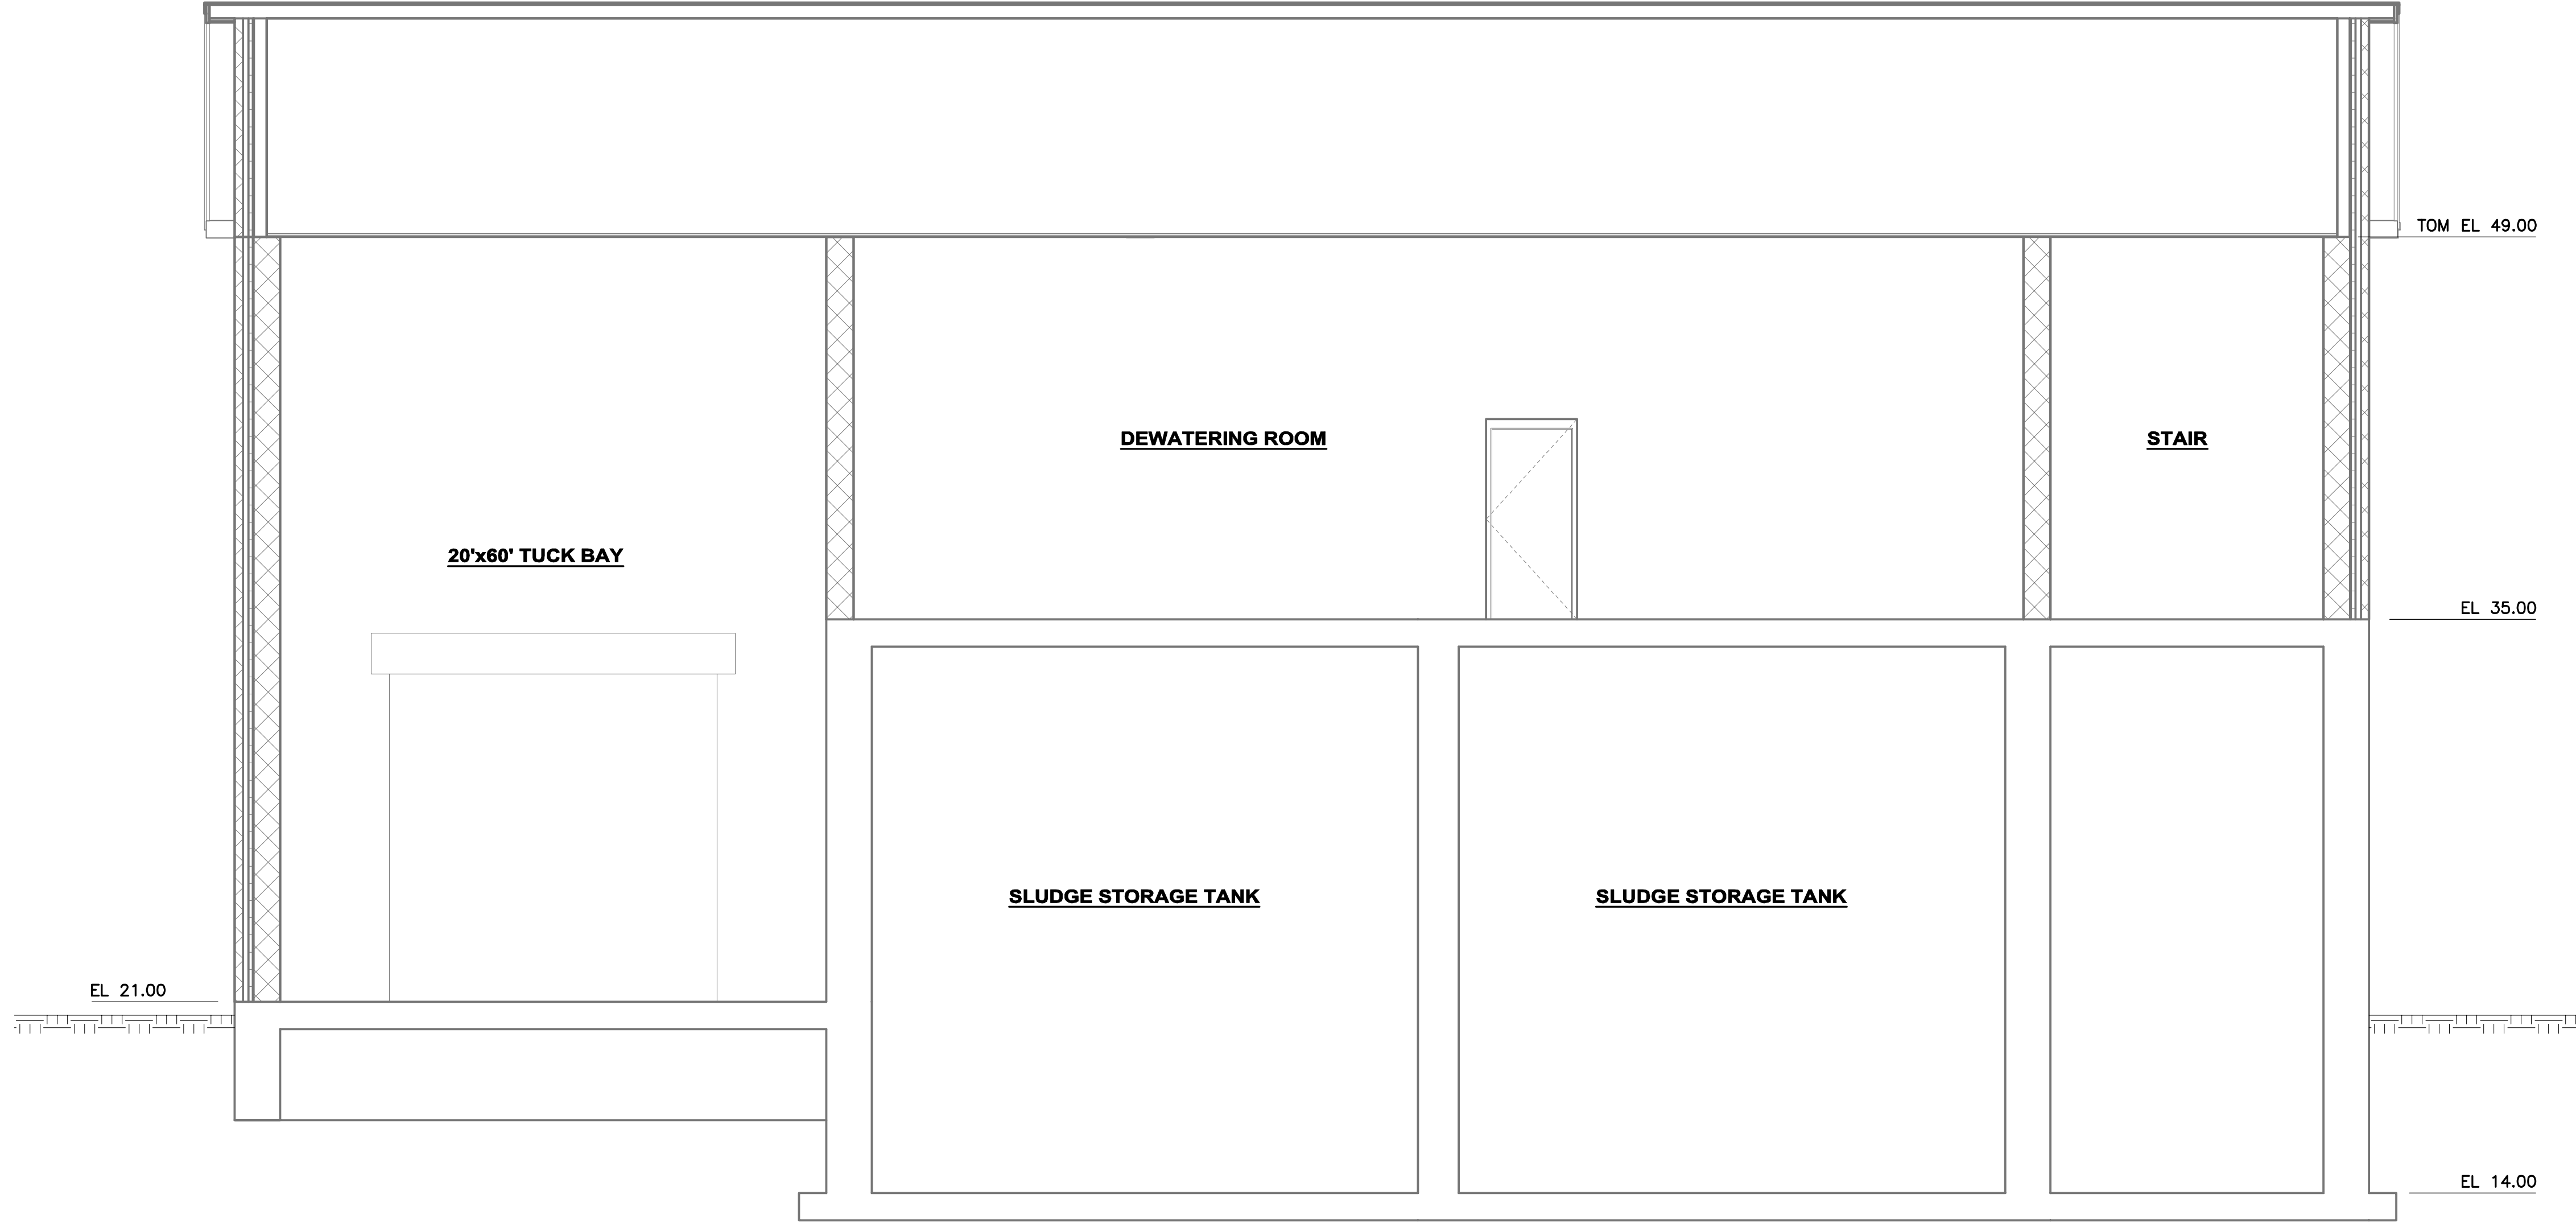 TOM EL 49.00
DEWATERING ROOM
STAIR
20'x60' TUCK BAY
EL 35.00
SLUDGE STORAGE TANK
SLUDGE STORAGE TANK
EL 21.00
EL 14.00